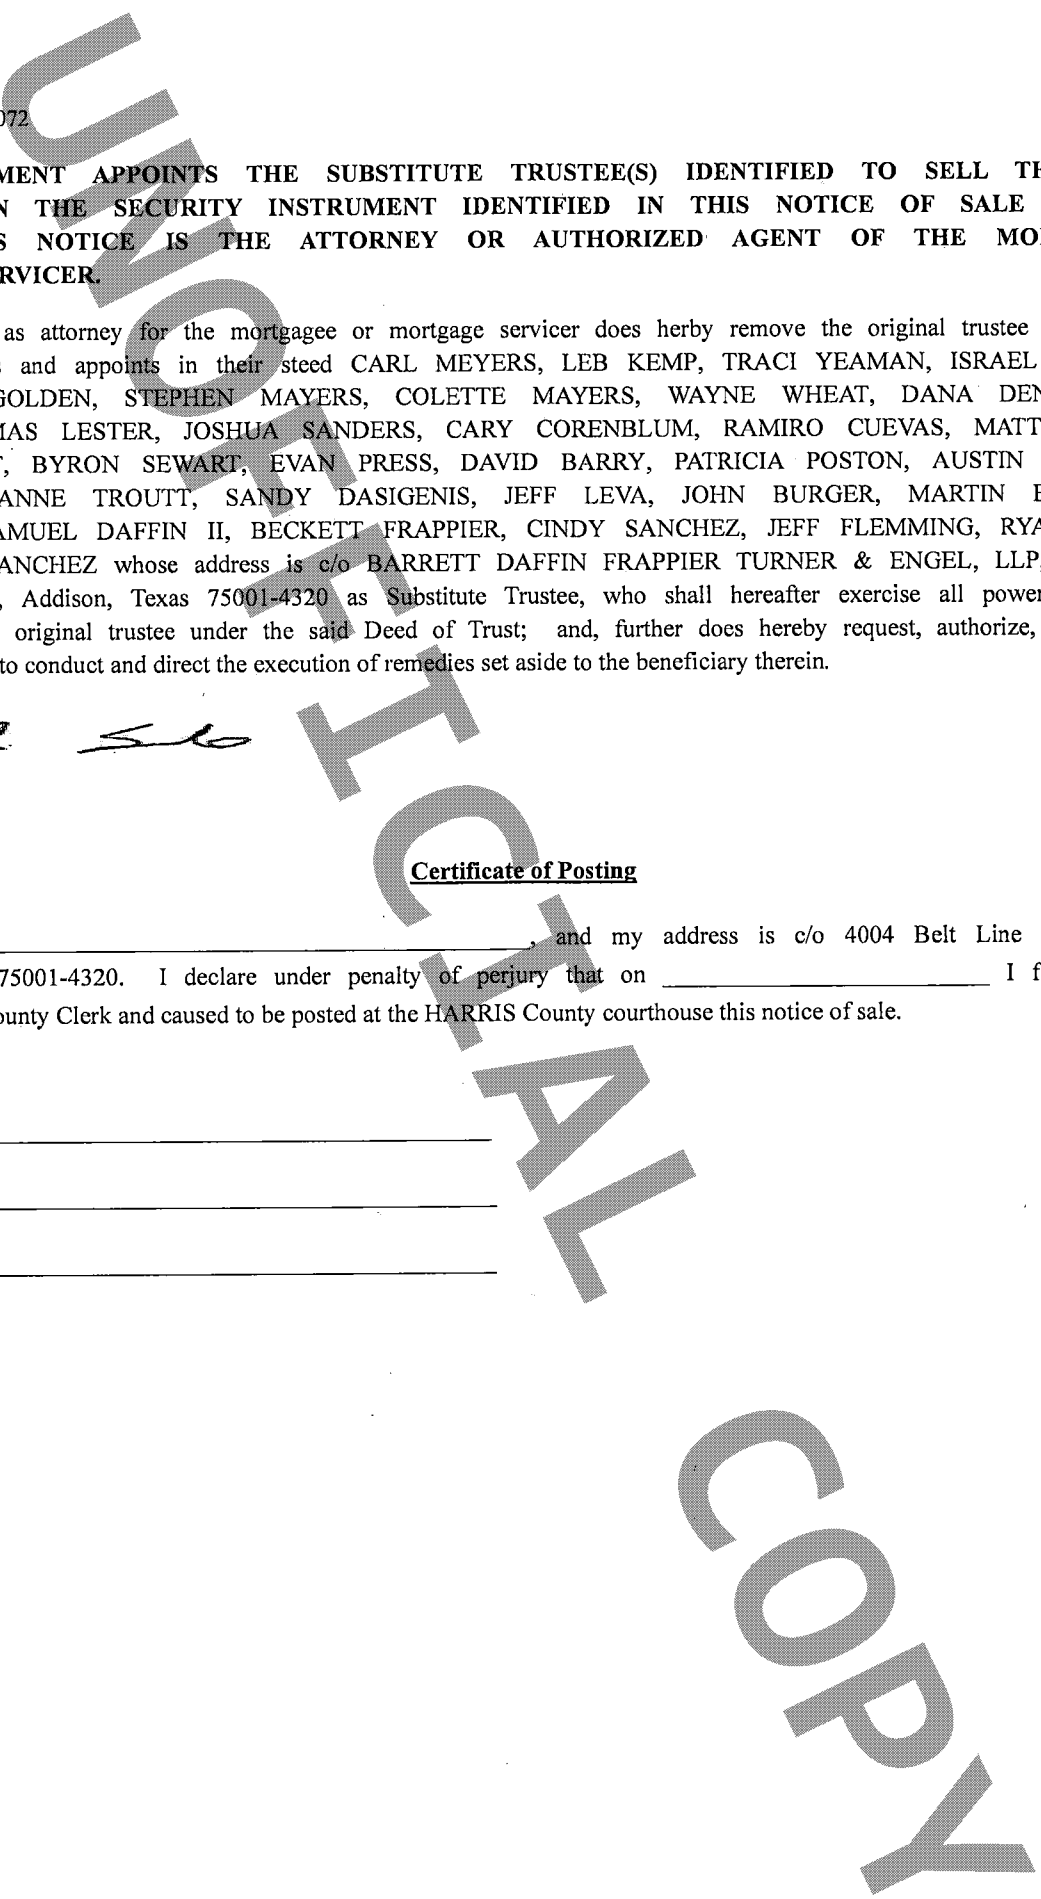 072
MENT APPOINTS THE SUBSTITUTE TRUSTEE(S) IDENTIFIED TO SELL TH
N THE SECURITY INSTRUMENT IDENTIFIED IN THIS NOTICE OF SALE
S NOTICE IS THE ATTORNEY OR AUTHORIZED AGENT OF THE MO
RVICER.
as attorney for the mortgagee or mortgage servicer does herby remove the original trustee
and appoints in their steed CARL MEYERS, LEB KEMP, TRACI YEAMAN, ISRAEL
GOLDEN, STEPHEN MAYERS, COLETTE MAYERS, WAYNE WHEAT, DANA DEN
MAS LESTER, JOSHUA SANDERS, CARY CORENBLUM, RAMIRO CUEVAS, MATT
, BYRON SEWART, EVAN PRESS, DAVID BARRY, PATRICIA POSTON, AUSTIN
ANNE TROUTT, SANDY DASIGENIS, JEFF LEVA, JOHN BURGER, MARTIN
AMUEL DAFFIN II, BECKETT FRAPPIER, CINDY SANCHEZ, JEFF FLEMMING, RYA
ANCHEZ whose address is c/o BARRETT DAFFIN FRAPPIER TURNER & ENGEL, LLP,
, Addison, Texas 75001-4320 as Substitute Trustee, who shall hereafter exercise all power
original trustee under the said Deed of Trust; and, further does hereby request, authorize,
to conduct and direct the execution of remedies set aside to the beneficiary therein.
Certificate of Posting
, and my address is c/o 4004 Belt Line
75001-4320. I declare under penalty of perjury that on ____________________ I f
ounty Clerk and caused to be posted at the HARRIS County courthouse this notice of sale.
UNOFFICIAL COPY